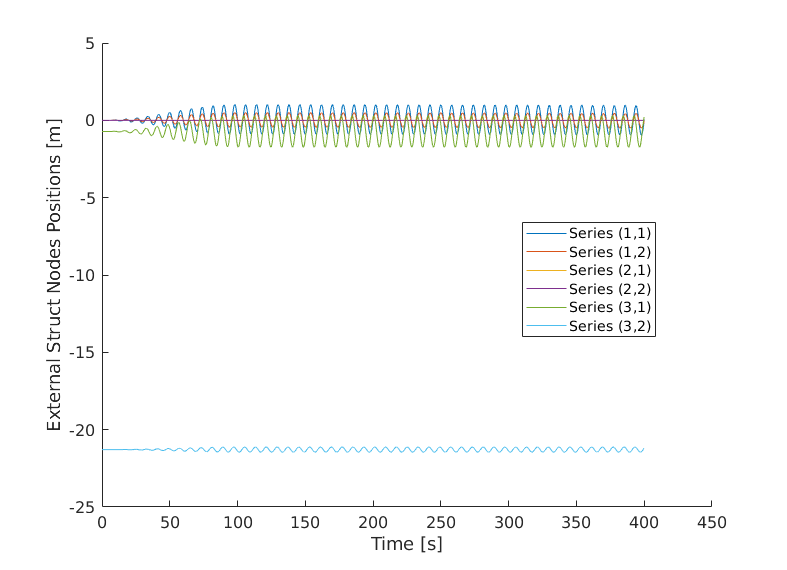 External Struct Nodes Positions [m]
5
0
-5
-10
-15
-20
-25
Series (1,1)
Series (1,2)
Series (2,1)
Series (2,2)
Series (3,1)
Series (3,2)
0 50 100 150 200 250 300 350 400 450
Time [s]